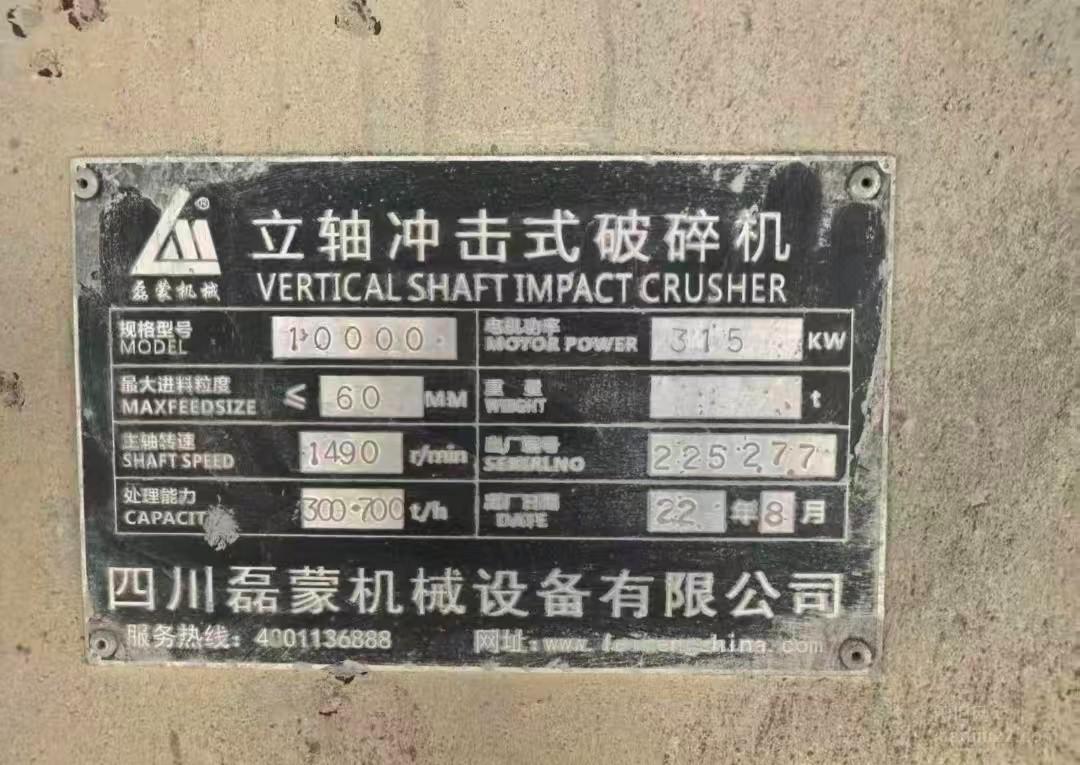 ®
磊蒙机械
立轴冲击式破碎机
VERTICAL SHAFT IMPACT CRUSHER
规格型号 10000 电机功率 315 KW
MODEL MOTOR POWER
最大进料粒度 ≤ 60 MM 重量 t
MAXFEEDSIZE WEIGHT
主轴转速 1490 r/min 出厂编号 225277
SHAFT SPEED SERIALNO
处理能力 300-700 t/h 出厂日期 22 年 8 月
CAPACIT DATE
四川磊蒙机械设备有限公司
服务热线：4001136888 网址：www.